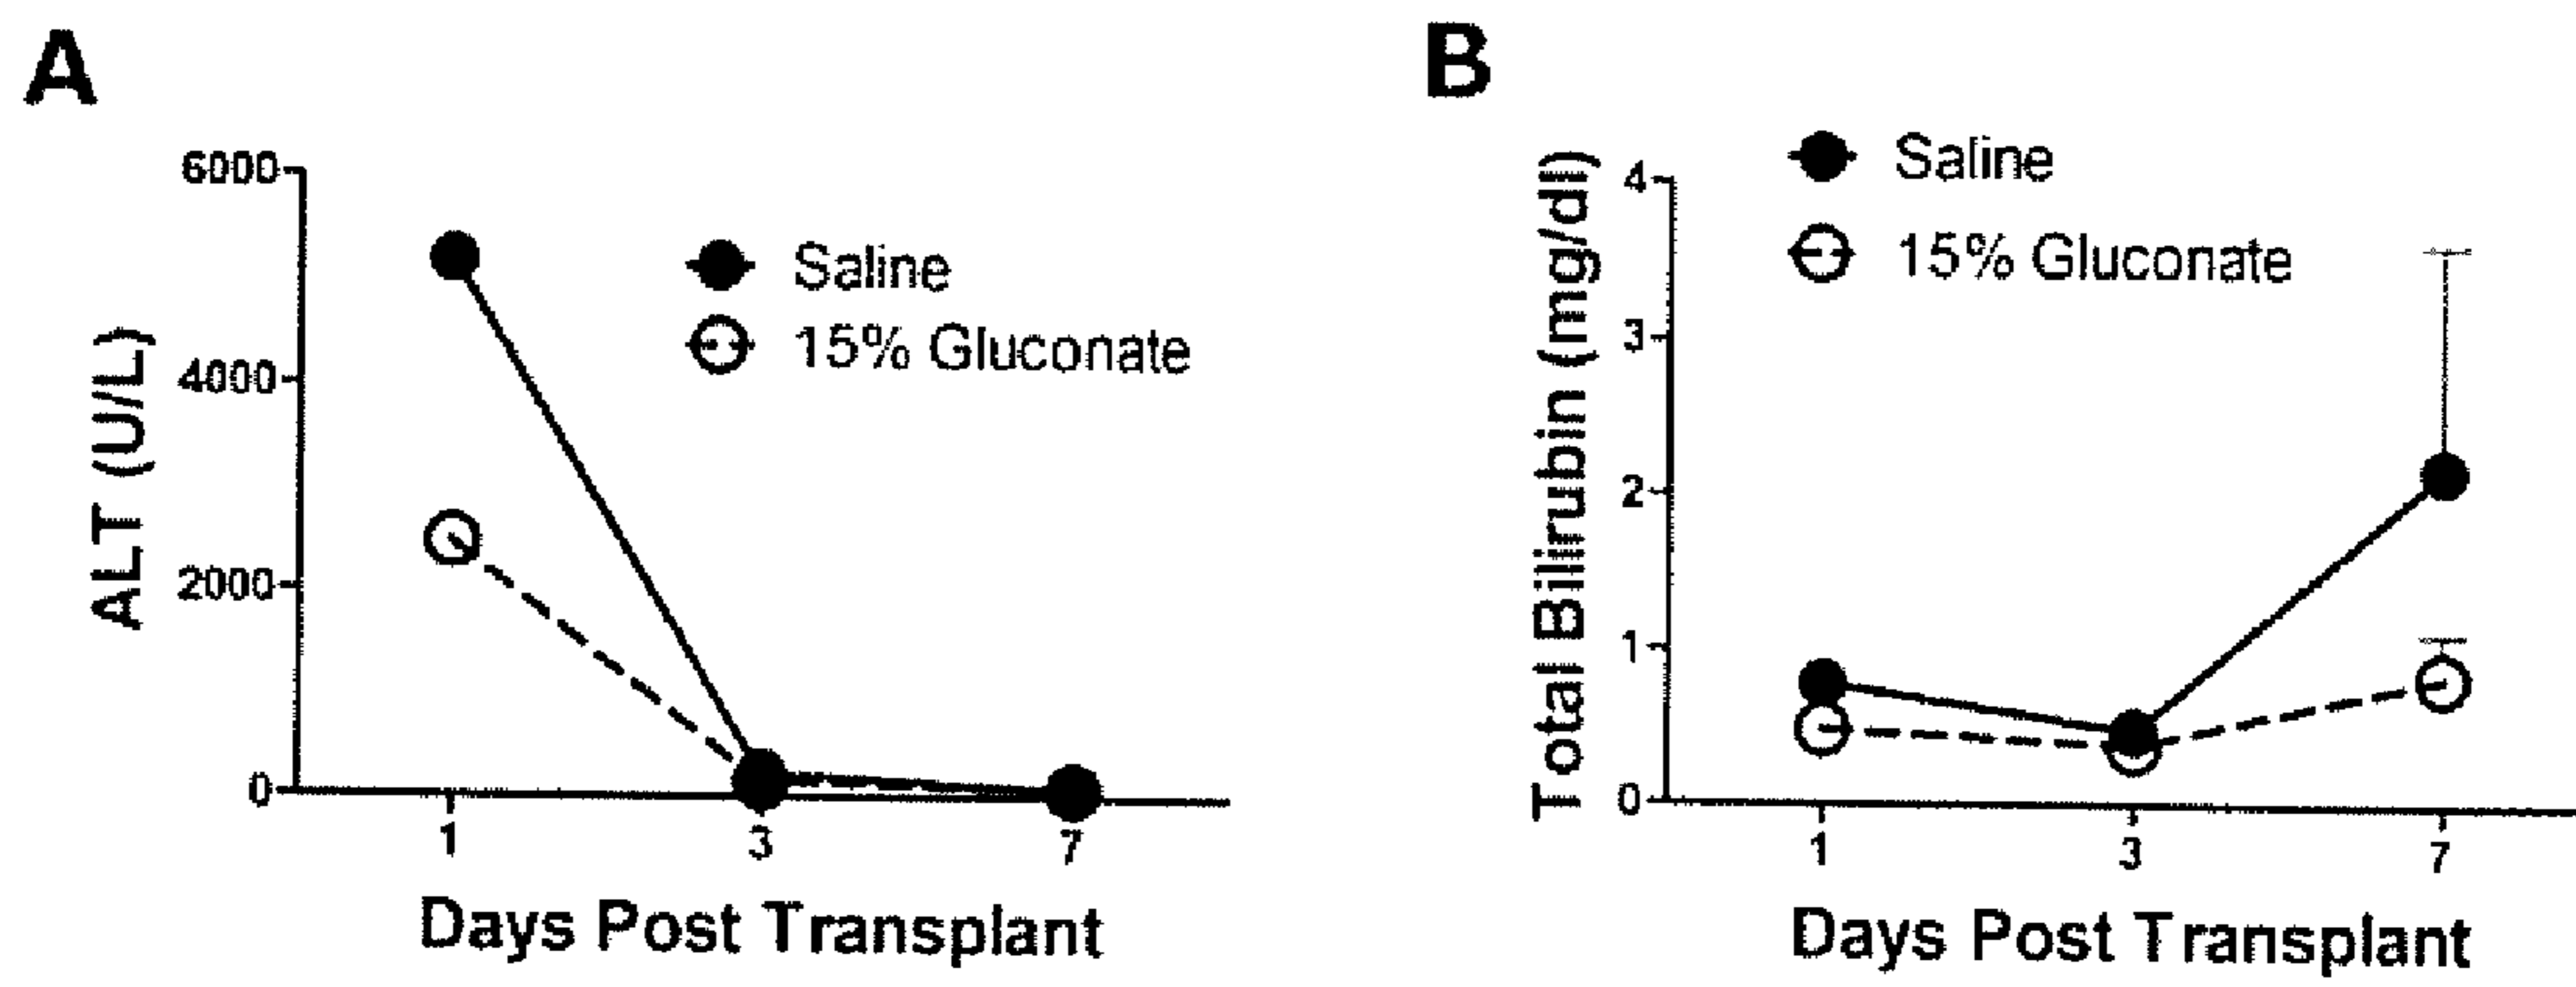 A
6000
4000
2000
0
ALT (U/L)
Saline
15% Gluconate
1 3 7
Days Post Transplant
B
4
3
2
1
0
Total Bilirubin (mg/dl)
Saline
15% Gluconate
1 3 7
Days Post Transplant